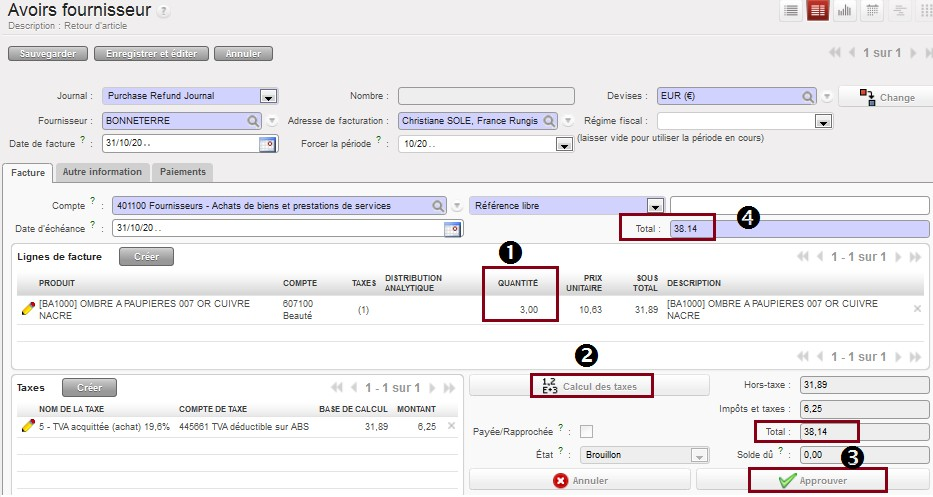 Avoirs fournisseur ?
Description : Retour d'article
Sauvegarder Enregistrer et éditer Annuler 1 sur 1
Journal : Purchase Refund Journal Nombre : Devises : EUR (€) Change
Fournisseur : BONNETERRE Adresse de facturation : Christiane SOLE, France Rungis Régime fiscal :
Date de facture ? : 31/10/20 . . Forcer la période ? : 10/20 . . (laisser vide pour utiliser la période en cours)
Facture Autre information Paiements
Compte ? : 401100 Fournisseurs - Achats de biens et prestations de services Référence libre
Date d'échéance ? : 31/10/20 . . Total : 38.14 4
1
Lignes de facture Créer 1 - 1 sur 1
PRODUIT COMPTE TAXES DISTRIBUTION ANALYTIQUE QUANTITÉ PRIX UNITAIRE SOUS TOTAL DESCRIPTION
[BA1000] OMBRE A PAUPIERES 007 OR CUIVRE NACRE 607100 Beauté (1) 3,00 10,63 31,89 [BA1000] OMBRE A PAUPIERES 007 OR CUIVRE NACRE
1 - 1 sur 1
2
Taxes Créer 1 - 1 sur 1 1,2 E+3 Calcul des taxes Hors-taxe : 31,89
NOM DE LA TAXE COMPTE DE TAXE BASE DE CALCUL MONTANT Impôts et taxes : 6,25
5 - TVA acquittée (achat) 19,6% 445661 TVA déductible sur ABS 31,89 6,25 Payée/Rapprochée ? : Total : 38,14
État ? : Brouillon Solde dû ? : 0,00 3
Annuler Approuver